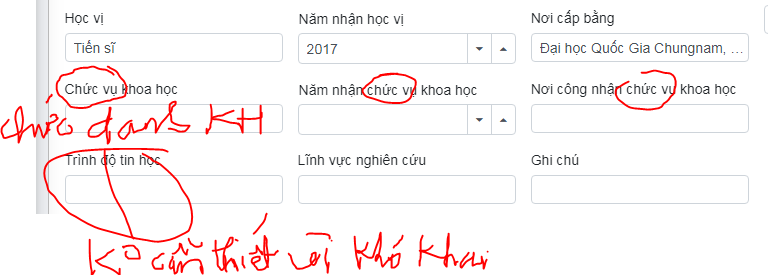 Học vị Năm nhận học vị Nơi cấp bằng
Tiến sĩ 2017 Đại học Quốc Gia Chungnam, ...
Chức vụ khoa học Năm nhận chức vụ khoa học Nơi công nhận chức vụ khoa học
chức danh KH
Trình độ tin học Lĩnh vực nghiên cứu Ghi chú
Ko cần thiết với khó khai